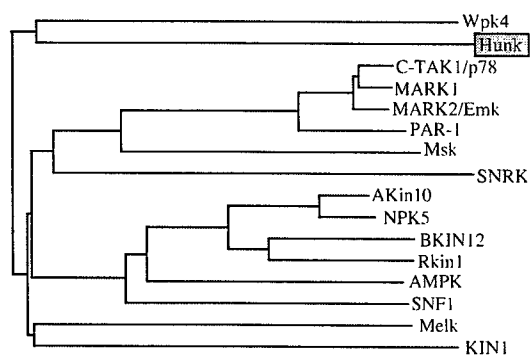 Wpk4
Hunk
C-TAK1/p78
MARK1
MARK2/Emk
PAR-1
Msk
SNRK
AKin10
NPK5
BKIN12
Rkin1
AMPK
SNF1
Melk
KIN1